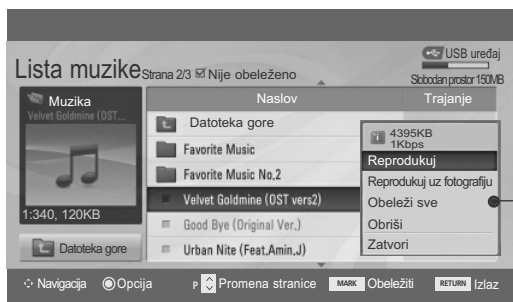 USB uređaj
Lista muzike Strana 2/3 Nije obeleženo
Slobodan prostor 150MB
Muzika
Velvet Goldmine (OST...
1:340, 120KB
Datoteka gore
Naslov Trajanje
Datoteka gore
Favorite Music
Favorite Music No.2
Velvet Goldmine (OST vers2)
Good Bye (Original Ver.)
Urban Nite (Feat.Amin.J)
4395KB
1Kbps
Reprodukuj
Reprodukuj uz fotografiju
Obeleži sve
Obriši
Zatvori
Navigacija Opcija P Promena stranice MARK Obeležiti RETURN Izlaz